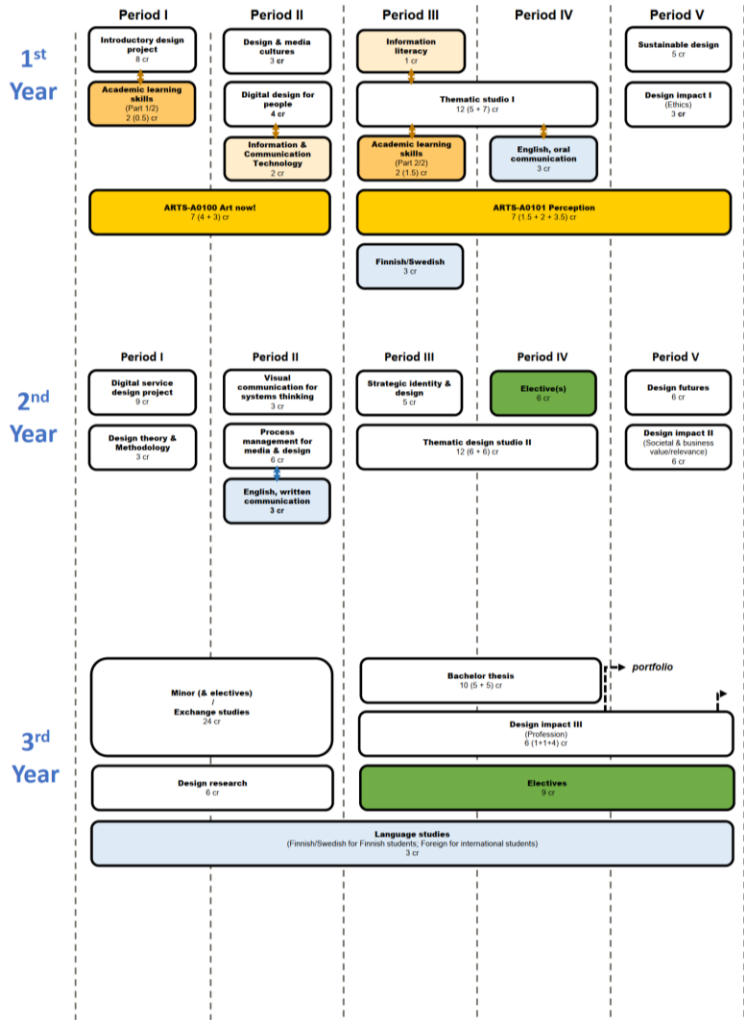 Period I
Period II
Period III
Period IV
Period V
1st
Year
Introductory design
project
8 cr
Design & media
cultures
3 cr
Information
literacy
1 cr
Sustainable design
5 cr
Academic learning
skills
(Part 1/2)
2 (0.5) cr
Digital design for
people
4 cr
Thematic studio I
12 (5 + 7) cr
Design impact I
(Ethics)
3 cr
Information &
Communication
Technology
2 cr
Academic learning
skills
(Part 2/2)
2 (1.5) cr
English, oral
communication
3 cr
ARTS-A0100 Art now!
7 (4 + 3) cr
ARTS-A0101 Perception
7 (1.5 + 2 + 3.5) cr
Finnish/Swedish
3 cr
Period I
Period II
Period III
Period IV
Period V
2nd
Year
Digital service
design project
9 cr
Visual
communication for
systems thinking
3 cr
Strategic identity &
design
5 cr
Elective(s)
6 cr
Design futures
6 cr
Design theory &
Methodology
3 cr
Process
management for
media & design
6 cr
Thematic design studio II
12 (6 + 6) cr
Design impact II
(Societal & business
value/relevance)
6 cr
English, written
communication
3 cr
3rd
Year
Minor (& electives)
/
Exchange studies
24 cr
Bachelor thesis
10 (5 + 5) cr
portfolio
Design impact III
(Profession)
6 (1+1+4) cr
Design research
6 cr
Electives
9 cr
Language studies
(Finnish/Swedish for Finnish students; Foreign for international students)
3 cr